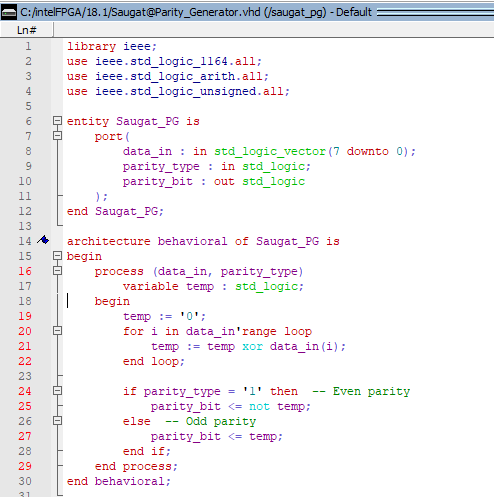 C:/intelFPGA/18.1/Saugat@Parity_Generator.vhd (/saugat_pg) - Default
Ln#
1 library ieee;
2 use ieee.std_logic_1164.all;
3 use ieee.std_logic_arith.all;
4 use ieee.std_logic_unsigned.all;
5
6 entity Saugat_PG is
7 port(
8 data_in : in std_logic_vector(7 downto 0);
9 parity_type : in std_logic;
10 parity_bit : out std_logic
11 );
12 end Saugat_PG;
13
14 architecture behavioral of Saugat_PG is
15 begin
16 process (data_in, parity_type)
17 variable temp : std_logic;
18 begin
19 temp := '0';
20 for i in data_in'range loop
21 temp := temp xor data_in(i);
22 end loop;
23
24 if parity_type = '1' then -- Even parity
25 parity_bit <= not temp;
26 else -- Odd parity
27 parity_bit <= temp;
28 end if;
29 end process;
30 end behavioral;
31